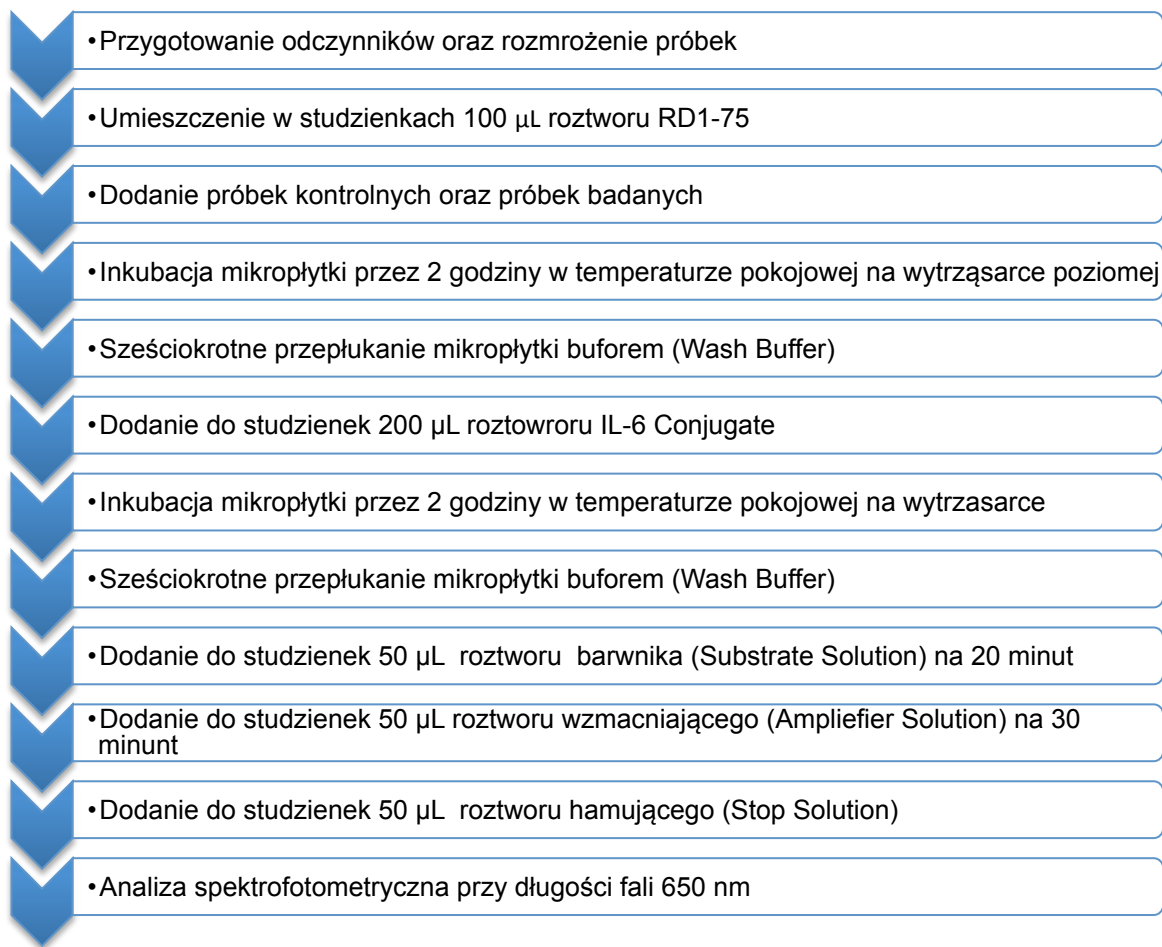 •Przygotowanie odczynników oraz rozmrożenie próbek
•Umieszczenie w studzienkach 100 µL roztworu RD1-75
•Dodanie próbek kontrolnych oraz próbek badanych
•Inkubacja mikropłytki przez 2 godziny w temperaturze pokojowej na wytrząsarce poziomej
•Sześciokrotne przepłukanie mikropłytki buforem (Wash Buffer)
•Dodanie do studzienek 200 µL roztowroru IL-6 Conjugate
•Inkubacja mikropłytki przez 2 godziny w temperaturze pokojowej na wytrzasarce
•Sześciokrotne przepłukanie mikropłytki buforem (Wash Buffer)
•Dodanie do studzienek 50 µL roztworu barwnika (Substrate Solution) na 20 minut
•Dodanie do studzienek 50 µL roztworu wzmacniającego (Ampliefier Solution) na 30
minunt
•Dodanie do studzienek 50 µL roztworu hamującego (Stop Solution)
•Analiza spektrofotometryczna przy długości fali 650 nm